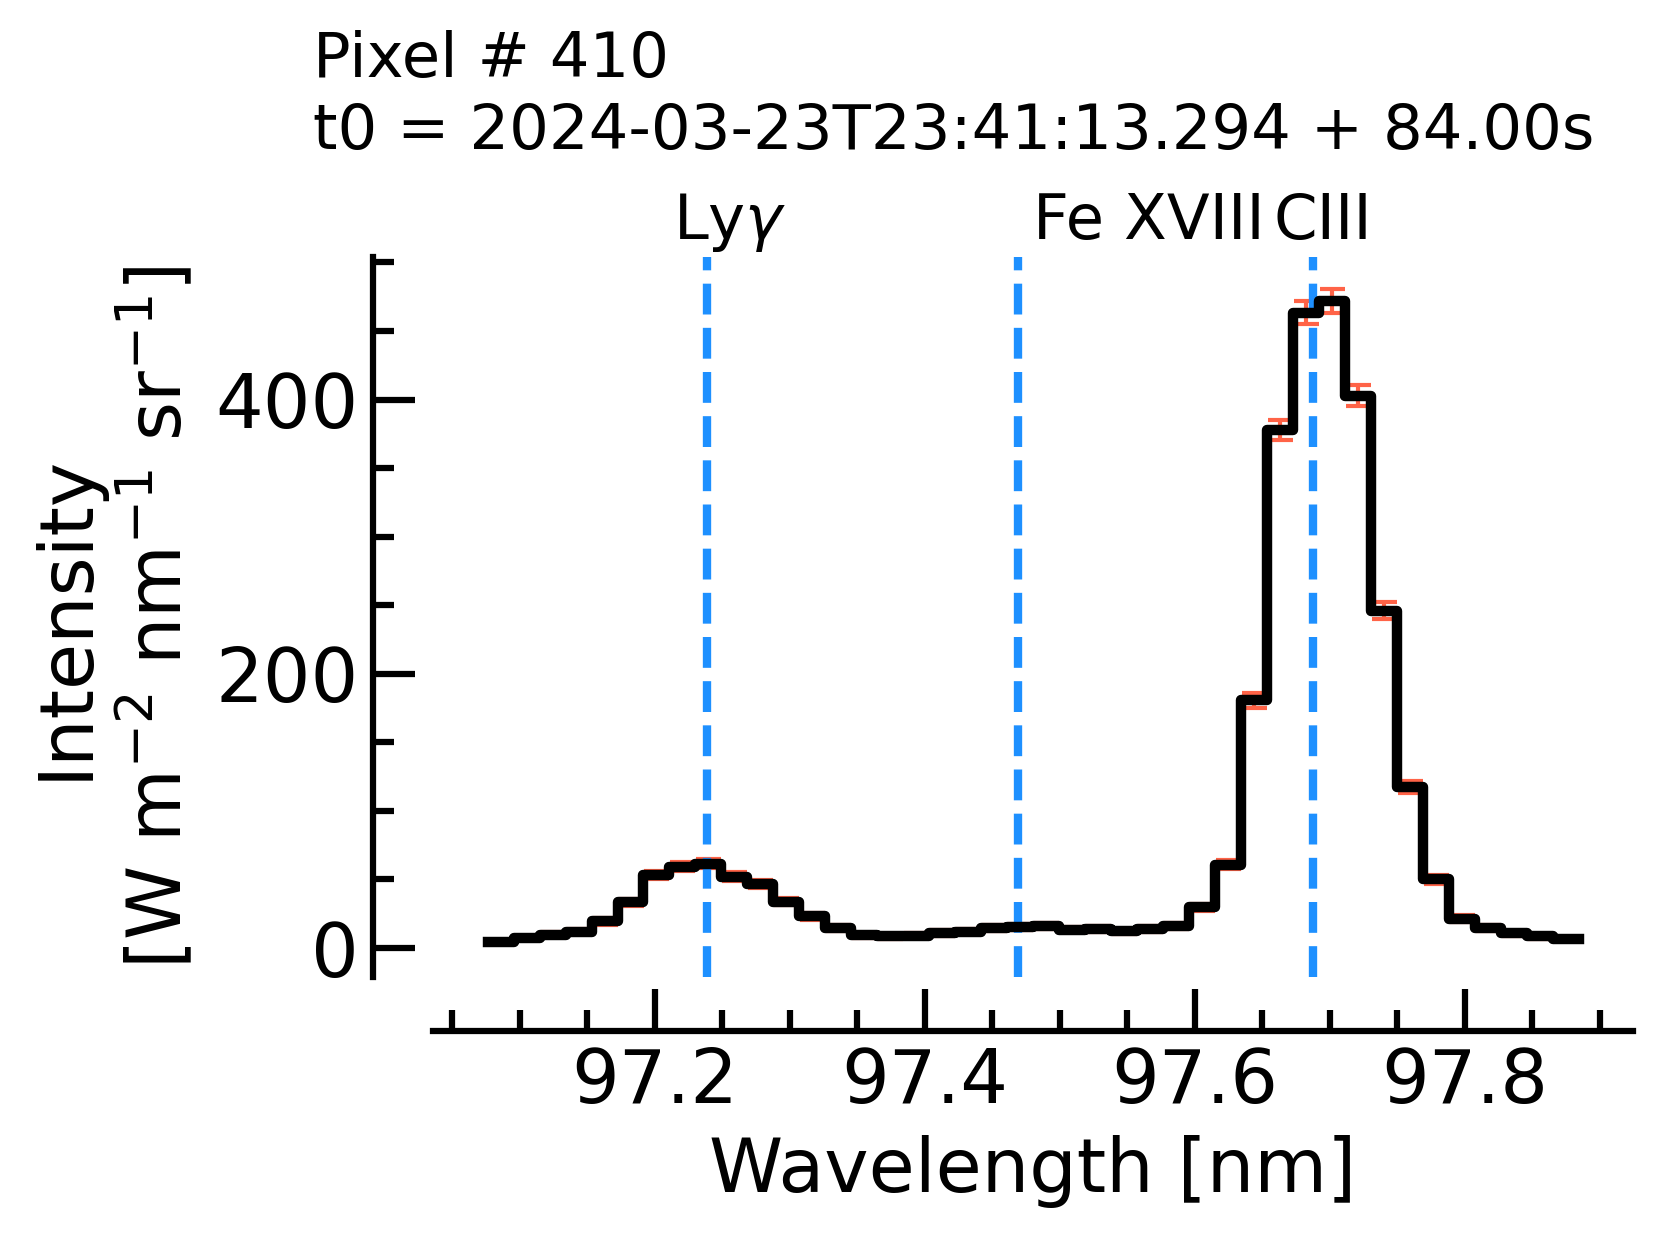 Pixel # 410
t0 = 2024-03-23T23:41:13.294 + 84.00s
Lyγ Fe XVIII CIII
Intensity
[W m⁻² nm⁻¹ sr⁻¹]
400
200
0
97.2 97.4 97.6 97.8
Wavelength [nm]